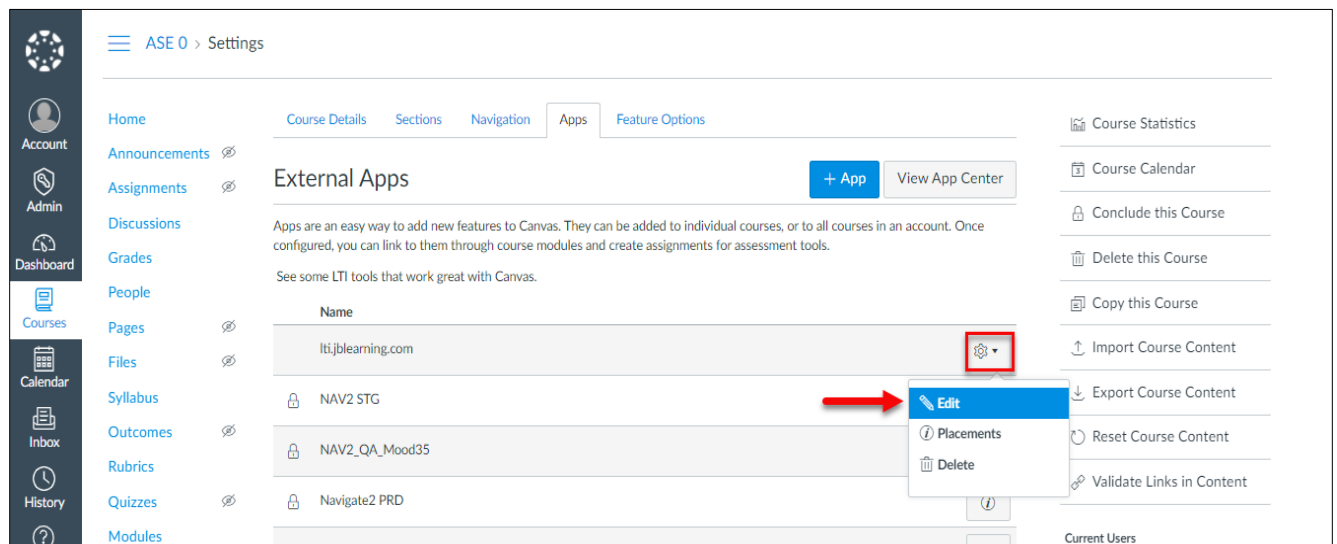 ASE 0 > Settings
Account
Admin
Dashboard
Courses
Calendar
Inbox
History
Home
Announcements
Assignments
Discussions
Grades
People
Pages
Files
Syllabus
Outcomes
Rubrics
Quizzes
Modules
Course Details Sections Navigation Apps Feature Options
External Apps
+ App View App Center
Apps are an easy way to add new features to Canvas. They can be added to individual courses, or to all courses in an account. Once
configured, you can link to them through course modules and create assignments for assessment tools.
See some LTI tools that work great with Canvas.
Name
lti.jblearning.com
NAV2 STG
NAV2_QA_Mood35
Navigate2 PRD
Edit
Placements
Delete
Course Statistics
Course Calendar
Conclude this Course
Delete this Course
Copy this Course
Import Course Content
Export Course Content
Reset Course Content
Validate Links in Content
Current Users